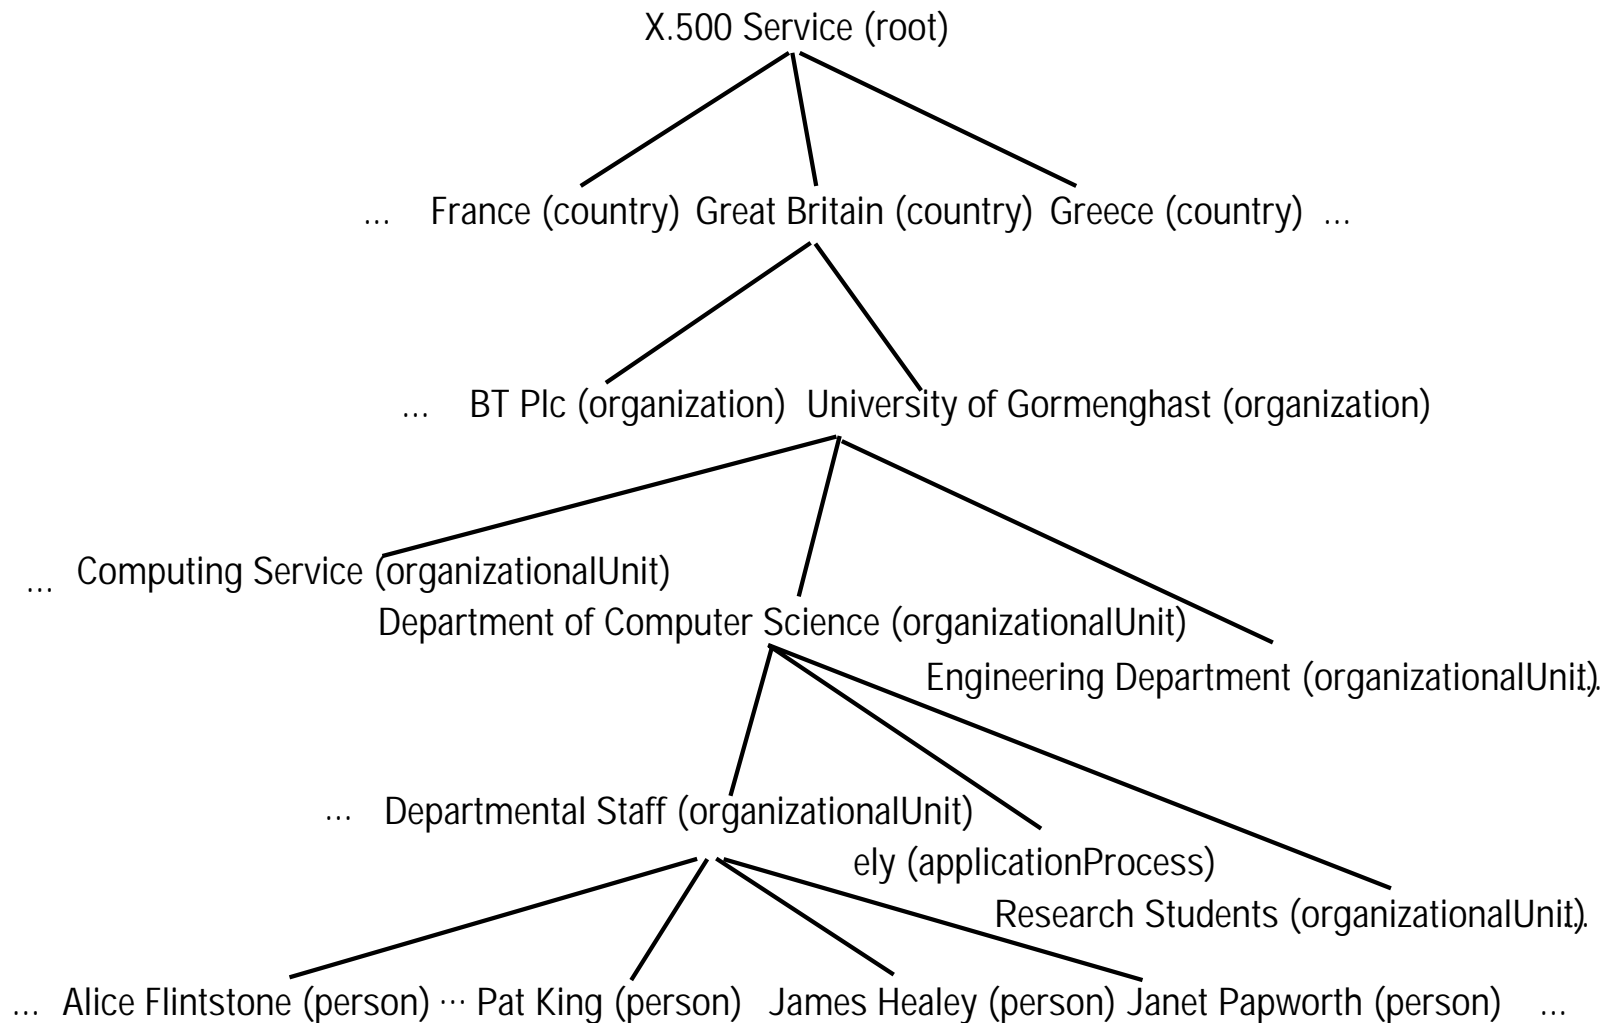 X.500 Service (root)
... France (country) Great Britain (country) Greece (country) ...
... BT Plc (organization) University of Gormenghast (organization)
... Computing Service (organizationalUnit)
Department of Computer Science (organizationalUnit)
Engineering Department (organizationalUnit)...
... Departmental Staff (organizationalUnit)
ely (applicationProcess)
Research Students (organizationalUnit)...
... Alice Flintstone (person) ... Pat King (person) James Healey (person) Janet Papworth (person) ...